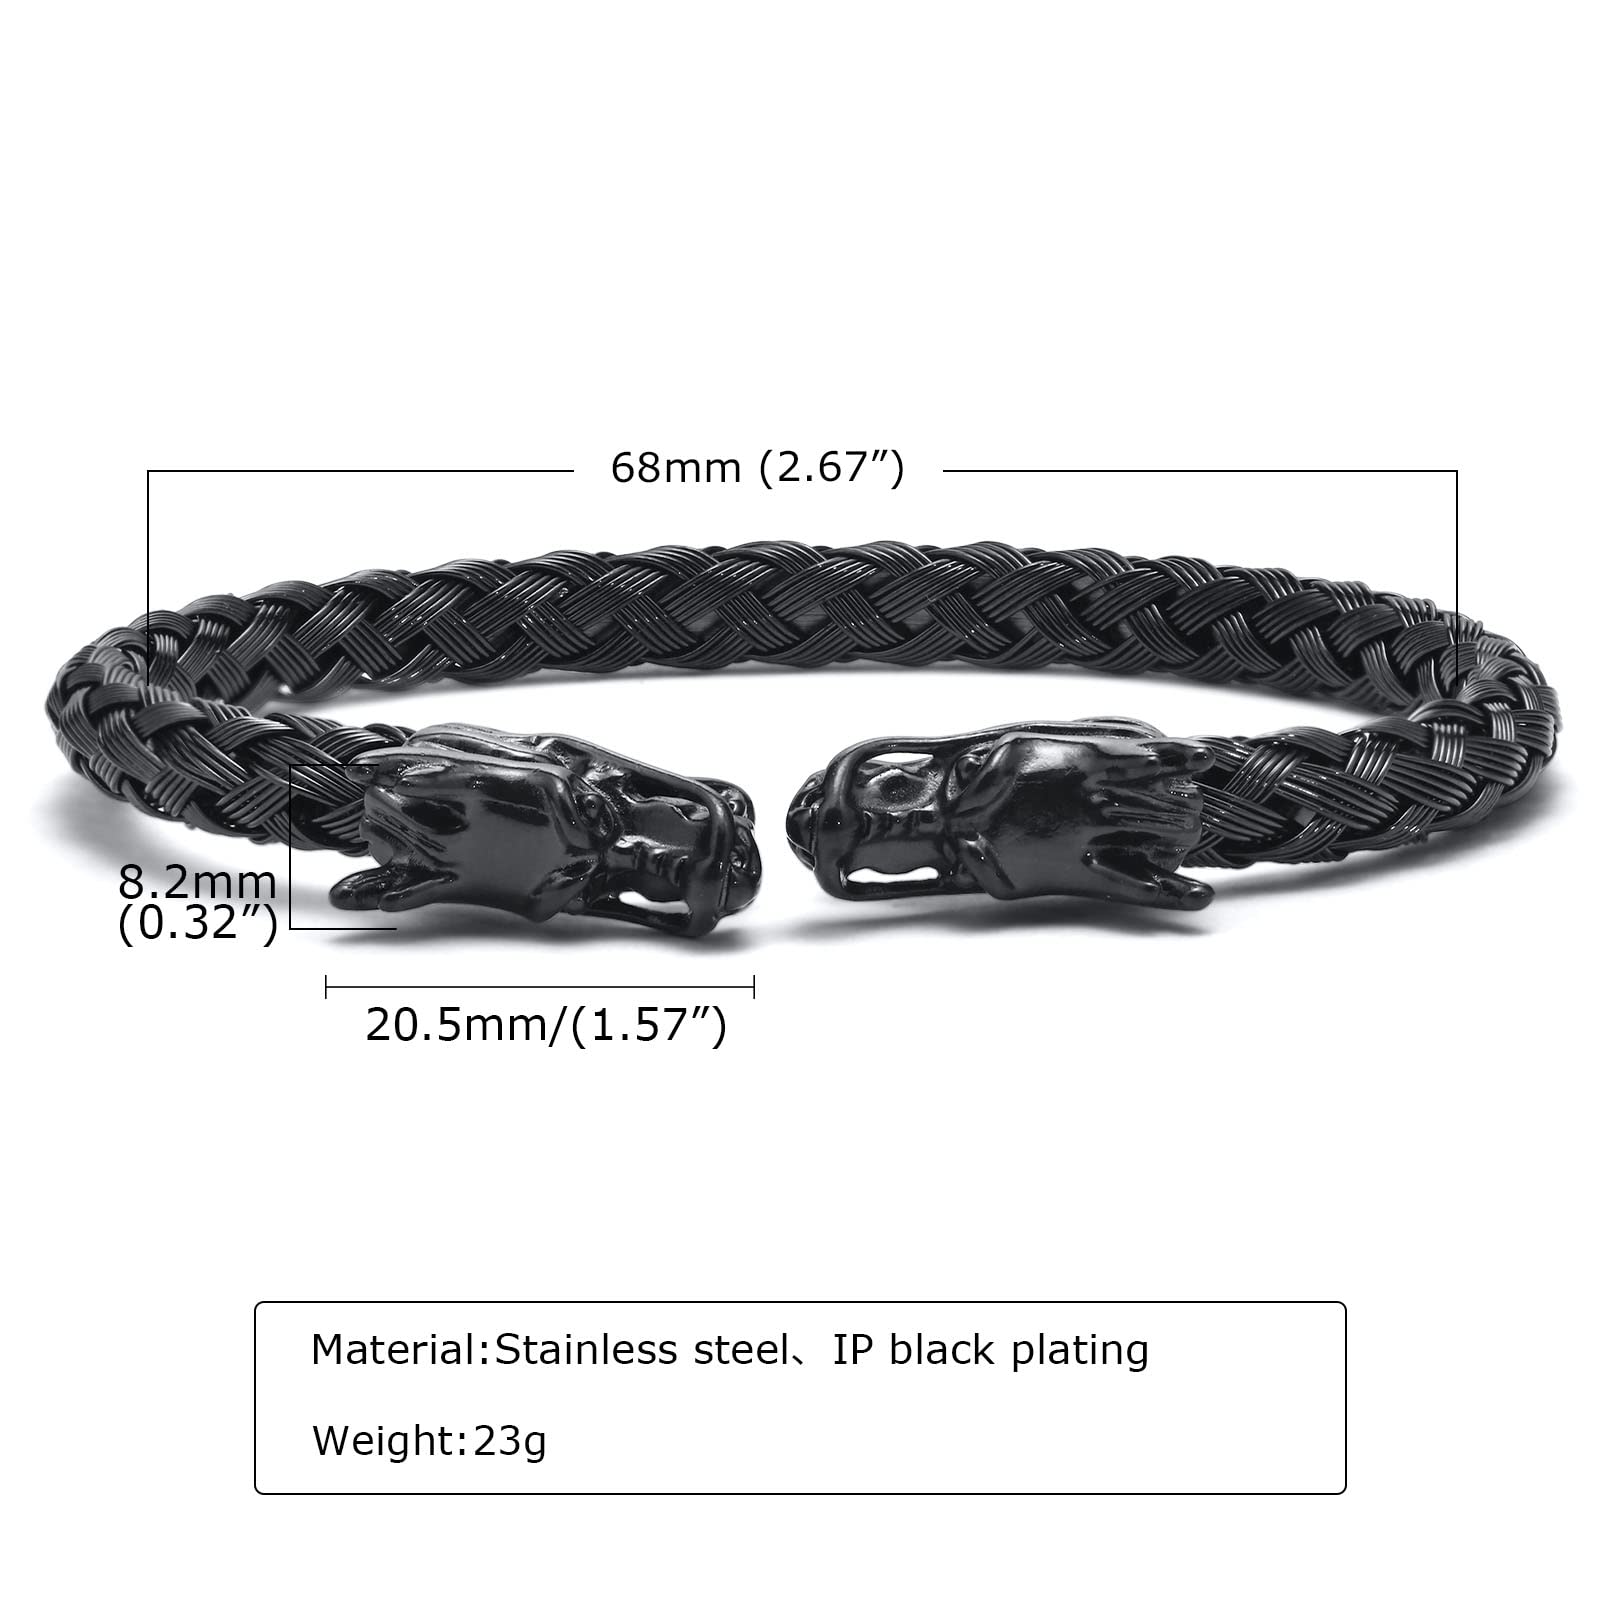 68mm (2.67″)
8.2mm
(0.32″)
20.5mm/(1.57″)
Material:Stainless steel、IP black plating
Weight:23g